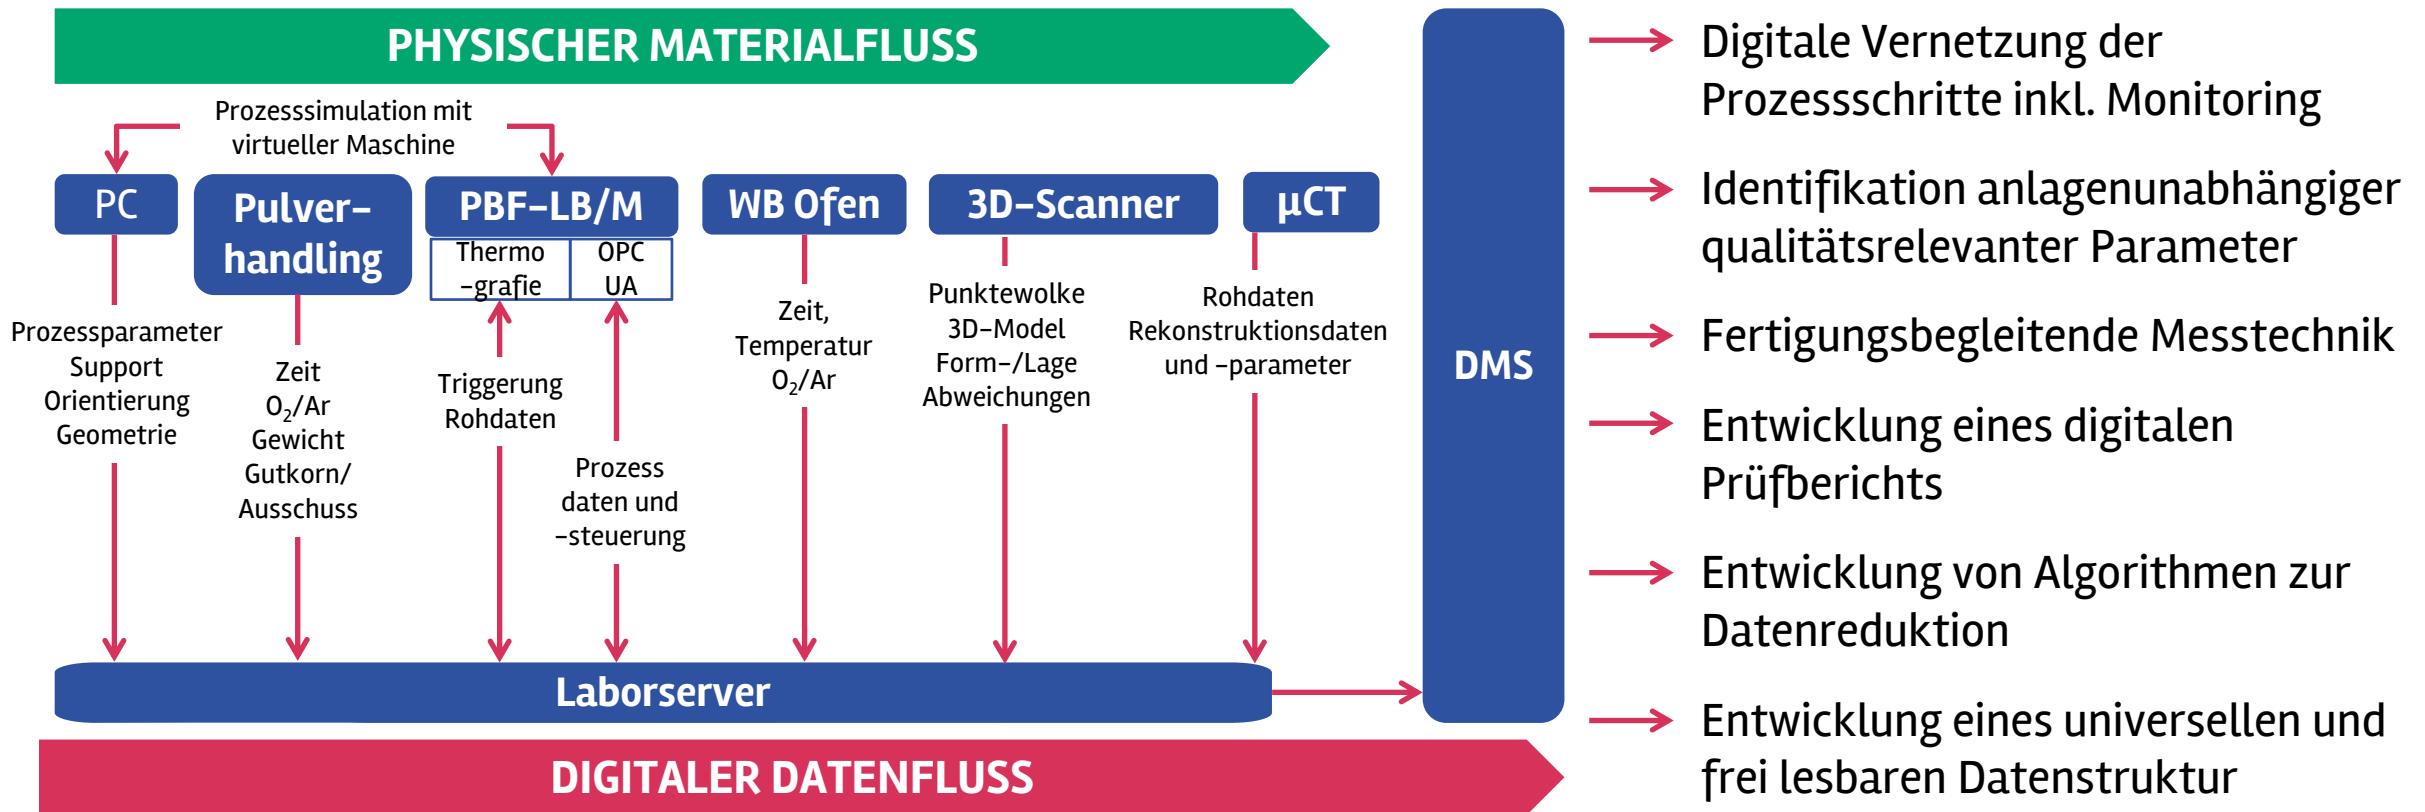 PHYSISCHER MATERIALFLUSS
Prozesssimulation mit
virtueller Maschine
PC
Pulver-
handling
PBF-LB/M
Thermo
-grafie
OPC
UA
WB Ofen
3D-Scanner
µCT
Prozessparameter
Support
Orientierung
Geometrie
Zeit
O₂/Ar
Gewicht
Gutkorn/
Ausschuss
Triggerung
Rohdaten
Prozess
daten und
-steuerung
Zeit,
Temperatur
O₂/Ar
Punktewolke
3D-Model
Form-/Lage
Abweichungen
Rohdaten
Rekonstruktionsdaten
und -parameter
Laborserver
DIGITALER DATENFLUSS
DMS
Digitale Vernetzung der
Prozessschritte inkl. Monitoring
Identifikation anlagenunabhängiger
qualitätsrelevanter Parameter
Fertigungsbegleitende Messtechnik
Entwicklung eines digitalen
Prüfberichts
Entwicklung von Algorithmen zur
Datenreduktion
Entwicklung eines universellen und
frei lesbaren Datenstruktur